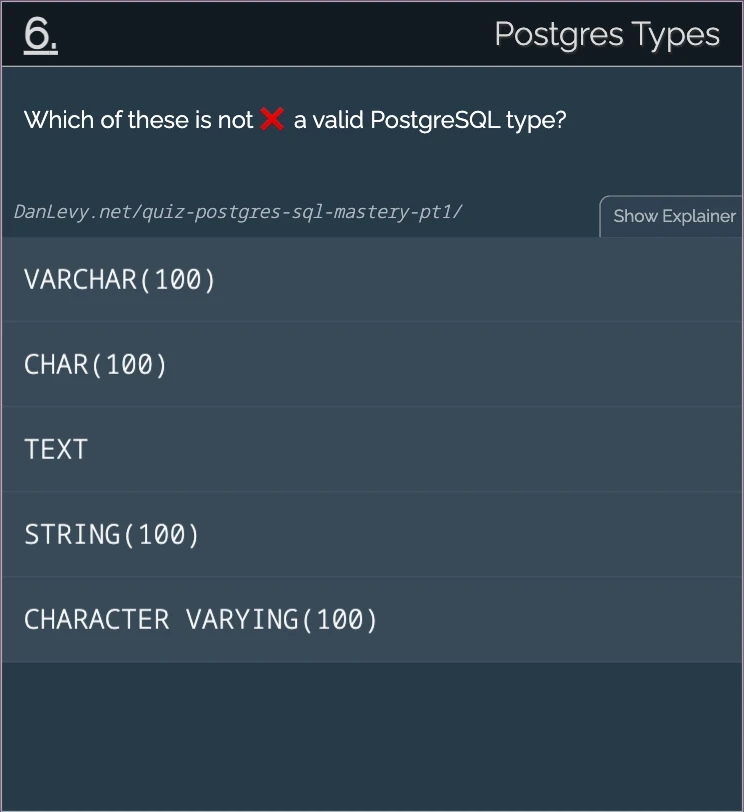 6.
Postgres Types
Which of these is not ❌ a valid PostgreSQL type?
DanLevy.net/quiz-postgres-sql-mastery-pt1/
Show Explainer
VARCHAR(100)
CHAR(100)
TEXT
STRING(100)
CHARACTER VARYING(100)